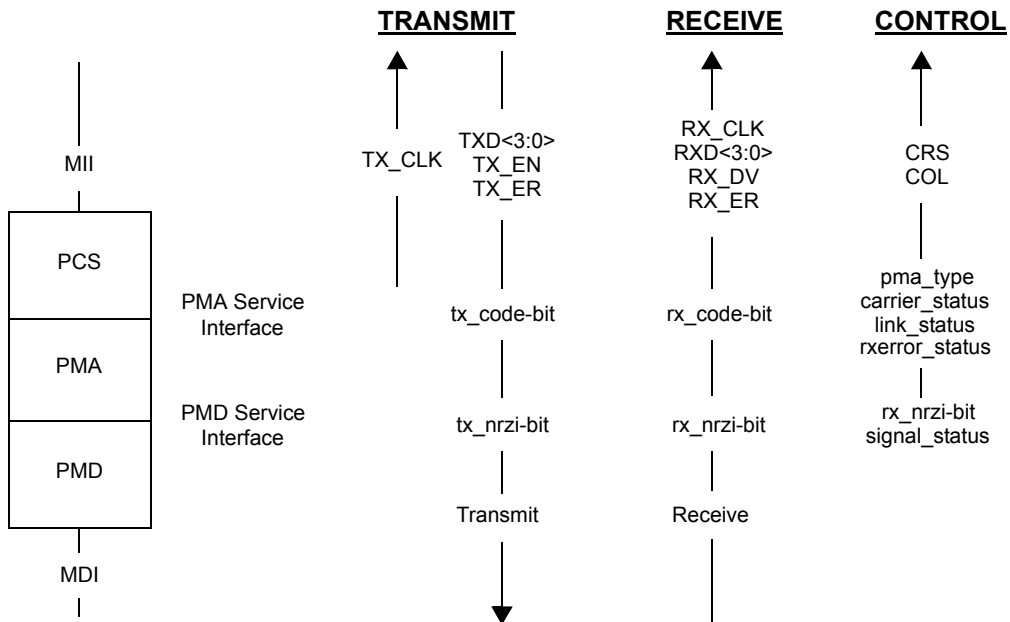 TRANSMIT
RECEIVE
CONTROL
MII
TX_CLK
TXD<3:0>
TX_EN
TX_ER
RX_CLK
RXD<3:0>
RX_DV
RX_ER
CRS
COL
PCS
PMA Service
Interface
tx_code-bit
rx_code-bit
pma_type
carrier_status
link_status
rxerror_status
PMA
PMD Service
Interface
tx_nrzi-bit
rx_nrzi-bit
rx_nrzi-bit
signal_status
PMD
Transmit
Receive
MDI